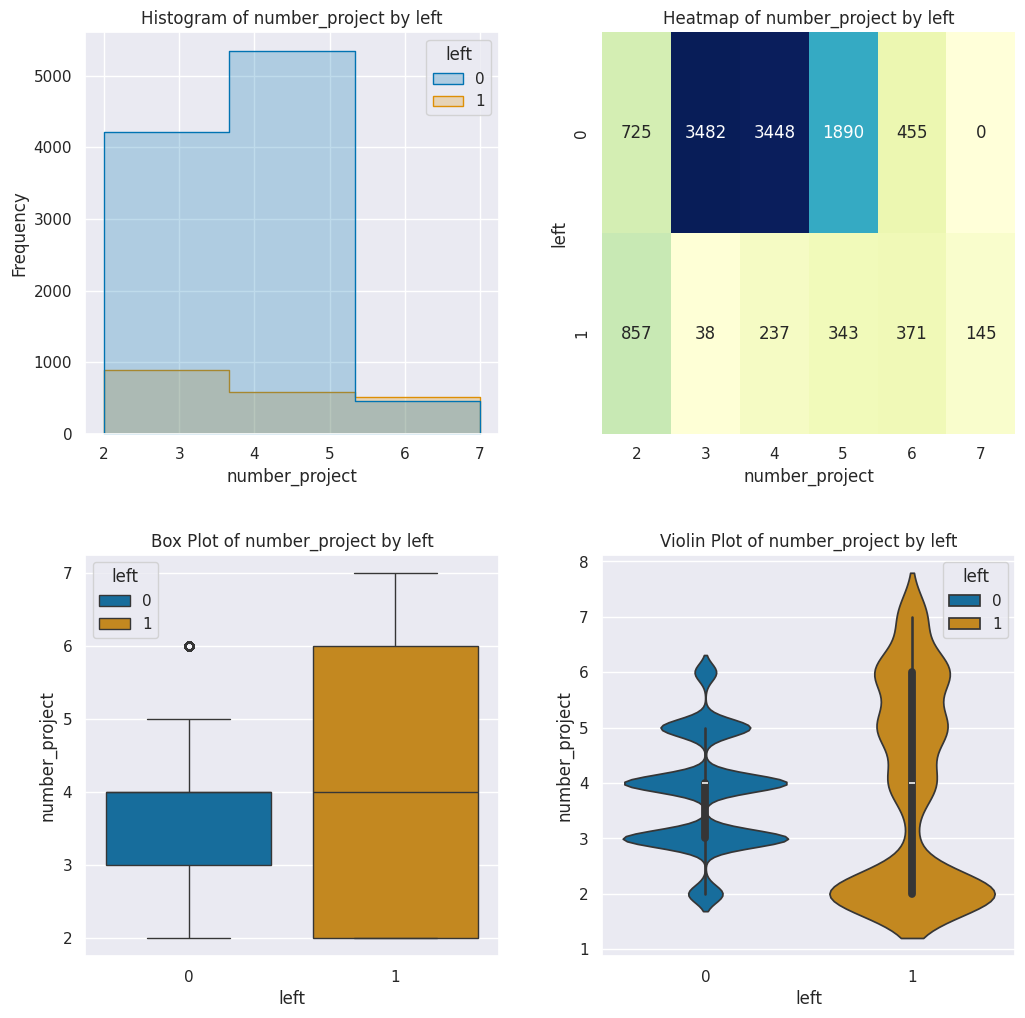 Histogram of number_project by left
left
0
1
5000
4000
3000
2000
1000
0
Frequency
2 3 4 5 6 7
number_project
Heatmap of number_project by left
725 3482 3448 1890 455 0
857 38 237 343 371 145
0
1
left
2 3 4 5 6 7
number_project
Box Plot of number_project by left
left
0
1
7
6
5
4
3
2
number_project
0 1
left
Violin Plot of number_project by left
left
0
1
8
7
6
5
4
3
2
1
number_project
0 1
left